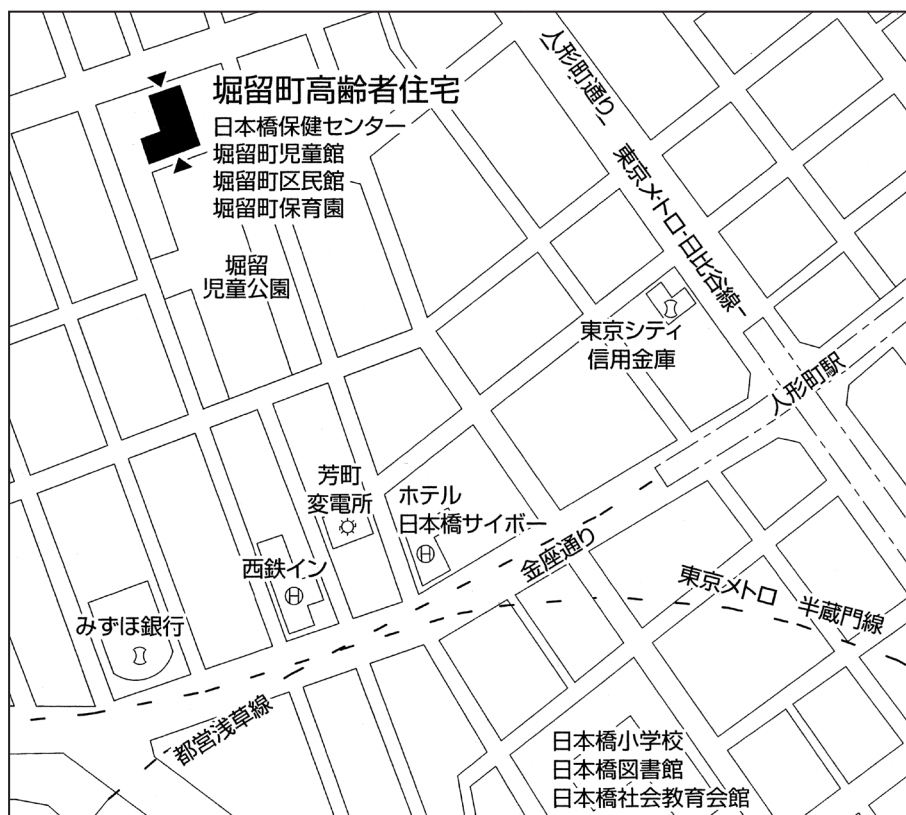 人形町通り
堀留町高齢者住宅
日本橋保健センター
堀留町児童館
堀留町区民館
堀留町保育園
東京メトロ・日比谷線
堀留
児童公園
東京シティ
信用金庫
人形町駅
芳町
変電所
ホテル
日本橋サイボー
H
金座通り
西鉄イン
H
東京メトロ 半蔵門線
みずほ銀行
都営浅草線
日本橋小学校
日本橋図書館
日本橋社会教育会館